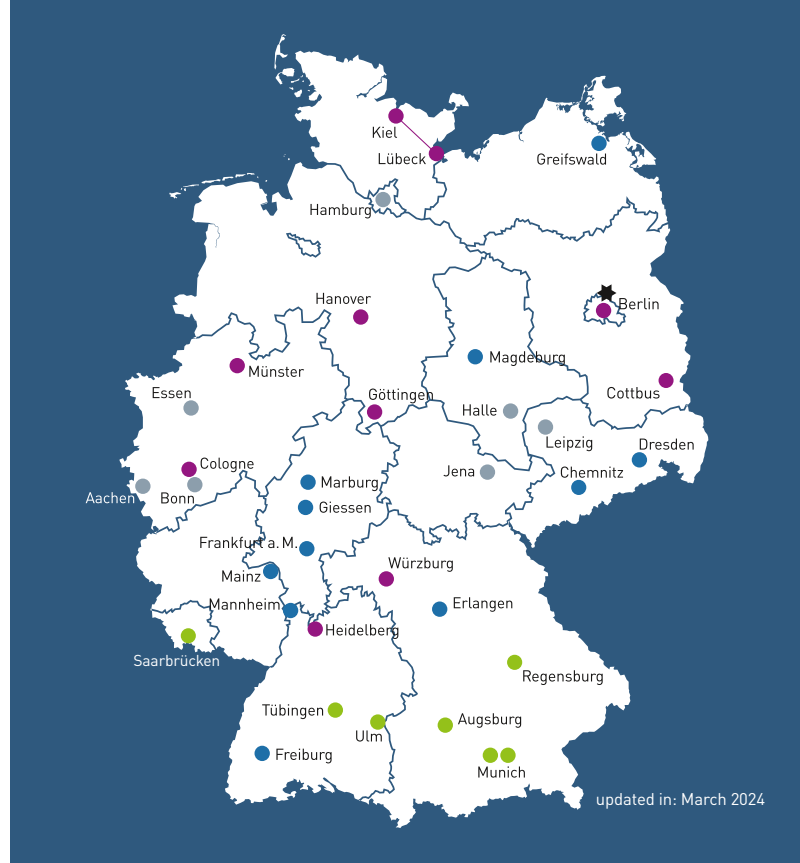 Kiel
Lübeck
Greifswald
Hamburg
Hanover
Berlin
Magdeburg
Münster
Essen
Göttingen
Cottbus
Halle
Leipzig
Dresden
Cologne
Jena
Chemnitz
Marburg
Aachen
Bonn
Giessen
Frankfurt a. M.
Würzburg
Mainz
Mannheim
Erlangen
Heidelberg
Saarbrücken
Regensburg
Tübingen
Augsburg
Ulm
Freiburg
Munich
updated in: March 2024